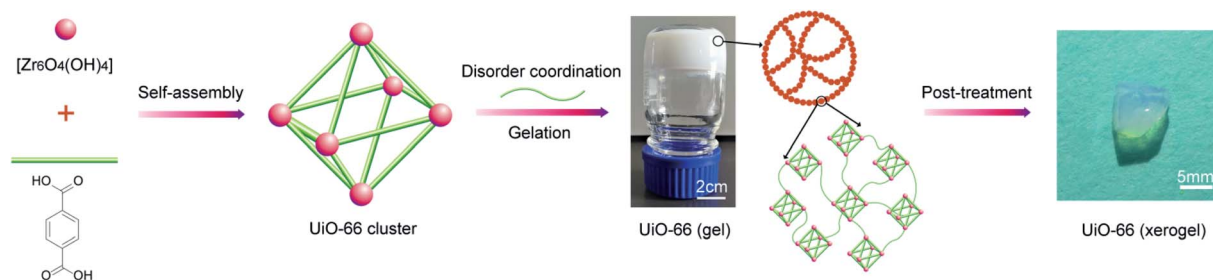 [Zr6O4(OH)4]
+
HO
O
O
OH
Self-assembly
UiO-66 cluster
Disorder coordination
Gelation
2cm
UiO-66 (gel)
Post-treatment
5mm
UiO-66 (xerogel)